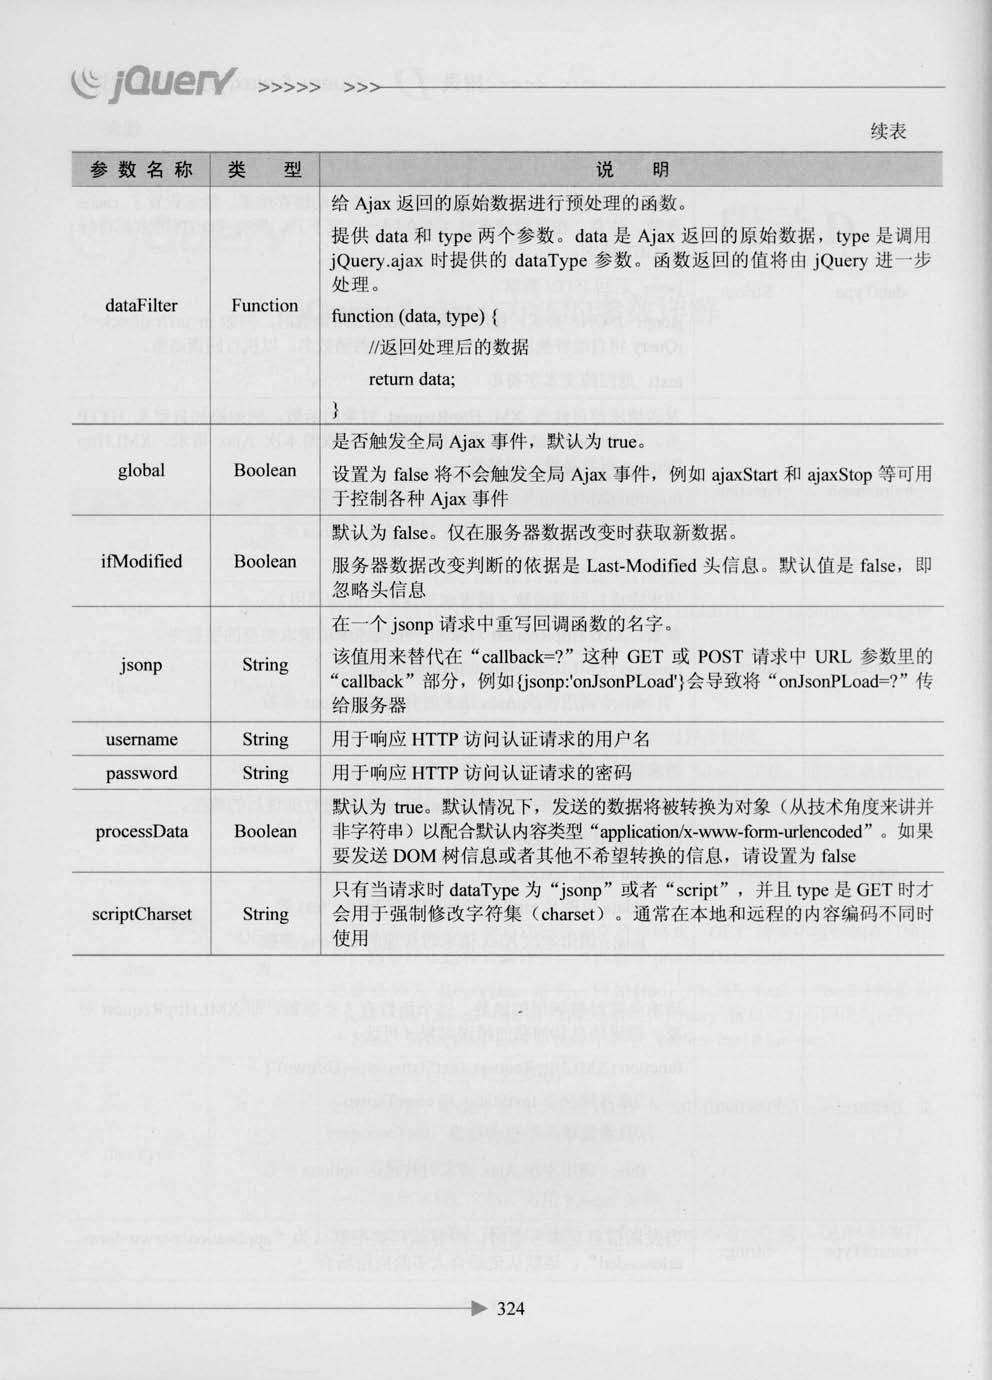 jQuery >>>>> >>>
续表
参数名称 类型 说明
给 Ajax 返回的原始数据进行预处理的函数。
提供 data 和 type 两个参数。data 是 Ajax 返回的原始数据，type 是调用
jQuery.ajax 时提供的 dataType 参数。函数返回的值将由 jQuery 进一步
处理。
dataFilter Function
function (data, type) {
//返回处理后的数据
return data;
}
是否触发全局 Ajax 事件，默认为 true。
global Boolean
设置为 false 将不会触发全局 Ajax 事件，例如 ajaxStart 和 ajaxStop 等可用
于控制各种 Ajax 事件
默认为 false。仅在服务器数据改变时获取新数据。
ifModified Boolean
服务器数据改变判断的依据是 Last-Modified 头信息。默认值是 false，即
忽略头信息
在一个 jsonp 请求中重写回调函数的名字。
jsonp String
该值用来替代在“callback=?”这种 GET 或 POST 请求中 URL 参数里的
“callback”部分，例如{jsonp:'onJsonPLoad'}会导致将“onJsonPLoad=?”传
给服务器
username String 用于响应 HTTP 访问认证请求的用户名
password String 用于响应 HTTP 访问认证请求的密码
默认为 true。默认情况下，发送的数据将被转换为对象（从技术角度来讲并
processData Boolean 非字符串）以配合默认内容类型“application/x-www-form-urlencoded”。如果
要发送 DOM 树信息或者其他不希望转换的信息，请设置为 false
只有当请求时 dataType 为“jsonp”或者“script”，并且 type 是 GET 时才
scriptCharset String 会用于强制修改字符集（charset）。通常在本地和远程的内容编码不同时
使用
324